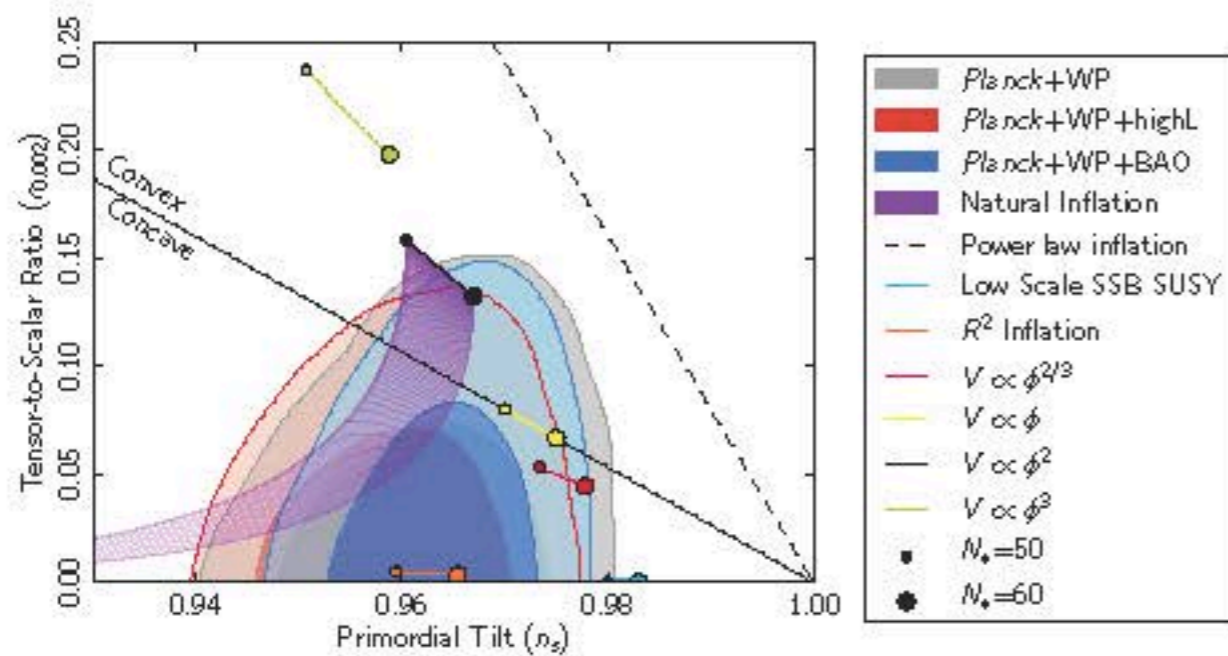 0.25
0.20
0.15
0.10
0.05
0.00
Tensor-to-Scalar Ratio (r0.002)
Convex
Concave
0.94
0.96
0.98
1.00
Primordial Tilt (ns)
Planck+WP
Planck+WP+highL
Planck+WP+BAO
Natural Inflation
Power law inflation
Low Scale SSB SUSY
R² Inflation
V ∝ ϕ^2/3
V ∝ ϕ
V ∝ ϕ²
V ∝ ϕ³
N*=50
N*=60